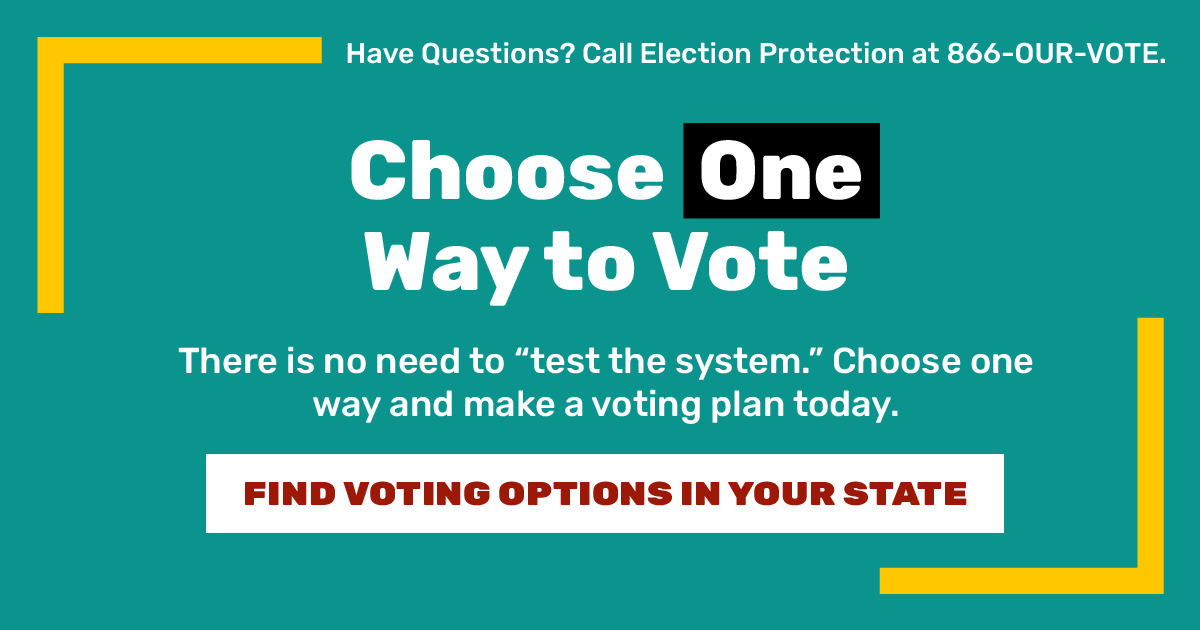 Have Questions? Call Election Protection at 866-OUR-VOTE.
Choose One
Way to Vote
There is no need to “test the system.” Choose one
way and make a voting plan today.
FIND VOTING OPTIONS IN YOUR STATE